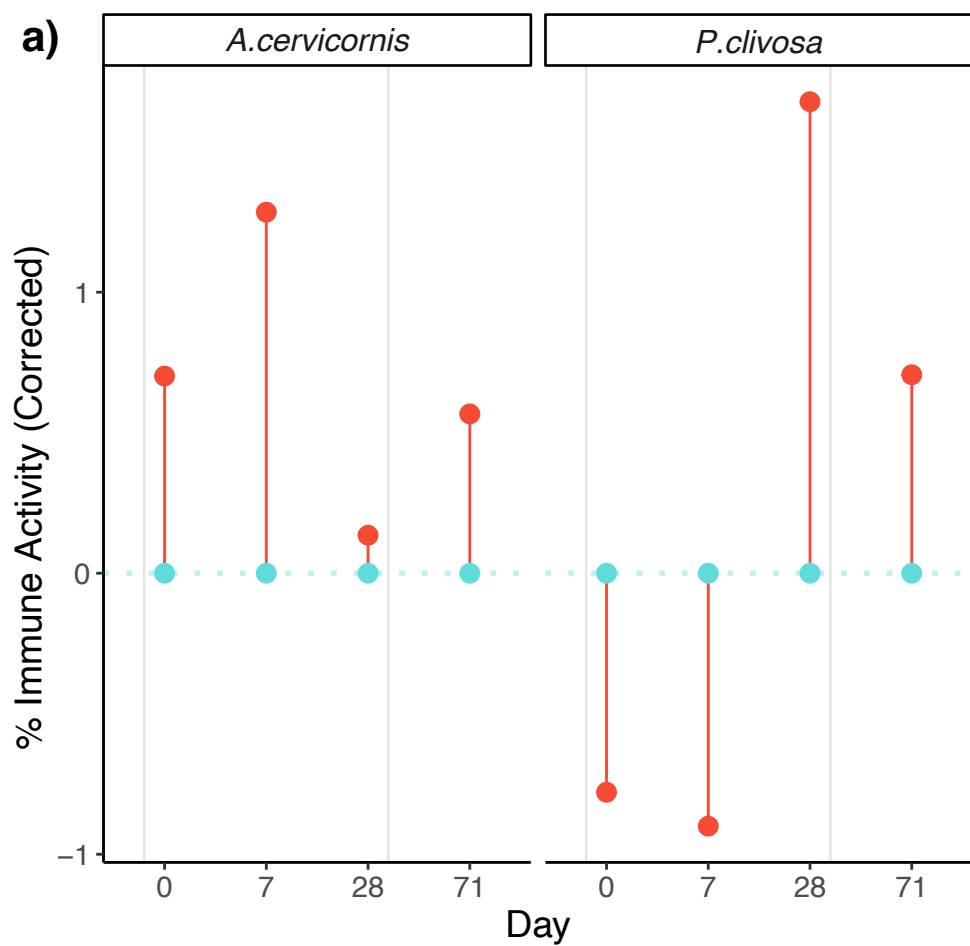 a)
A.cervicornis
P.clivosa
% Immune Activity (Corrected)
1
0
−1
0 7 28 71
0 7 28 71
Day